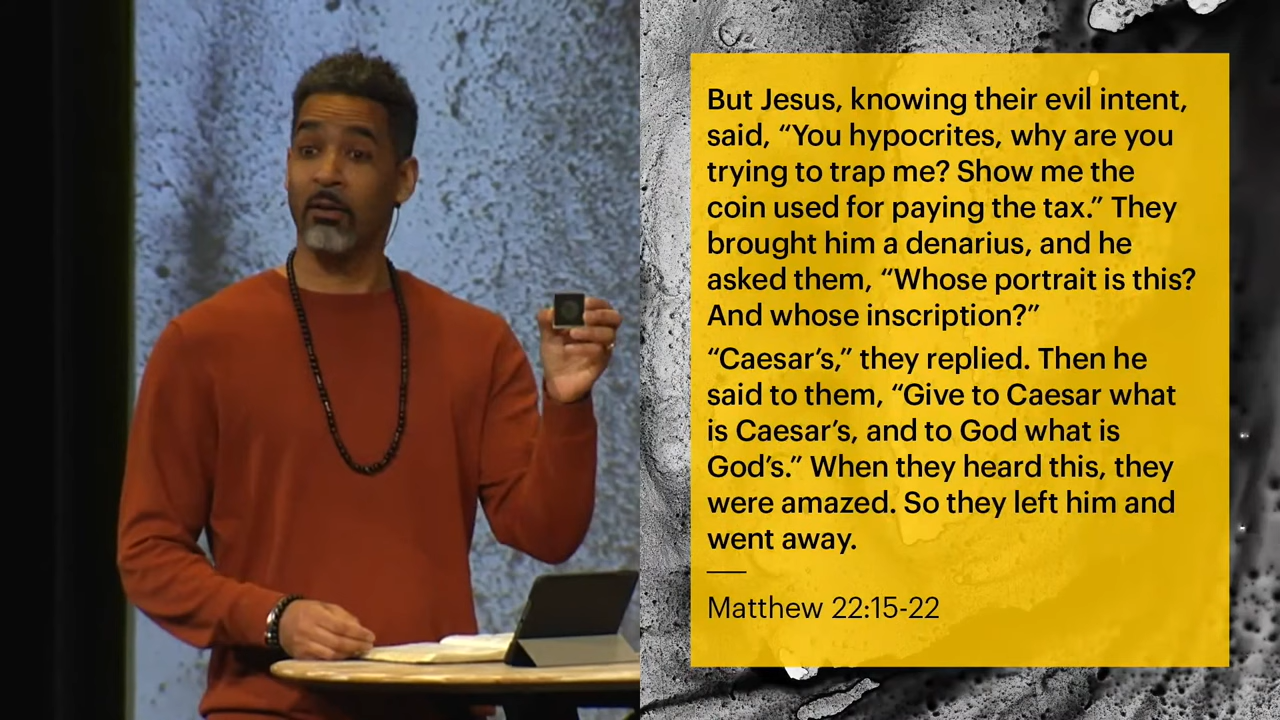 But Jesus, knowing their evil intent,
said, “You hypocrites, why are you
trying to trap me? Show me the
coin used for paying the tax.” They
brought him a denarius, and he
asked them, “Whose portrait is this?
And whose inscription?”
“Caesar’s,” they replied. Then he
said to them, “Give to Caesar what
is Caesar’s, and to God what is
God’s.” When they heard this, they
were amazed. So they left him and
went away.
Matthew 22:15-22